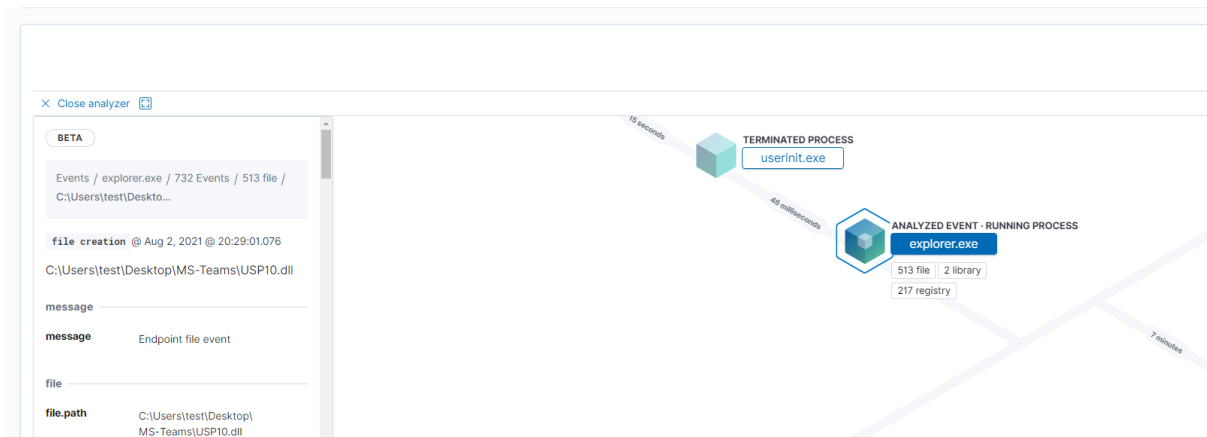 Close analyzer
BETA
Events / explorer.exe / 732 Events / 513 file /
C:\Users\test\Deskto...
file creation @ Aug 2, 2021 @ 20:29:01.076
C:\Users\test\Desktop\MS-Teams\USP10.dll
message
message Endpoint file event
file
file.path C:\Users\test\Desktop\
MS-Teams\USP10.dll
15 seconds
TERMINATED PROCESS
userinit.exe
46 milliseconds
ANALYZED EVENT · RUNNING PROCESS
explorer.exe
513 file 2 library
217 registry
7 minutes